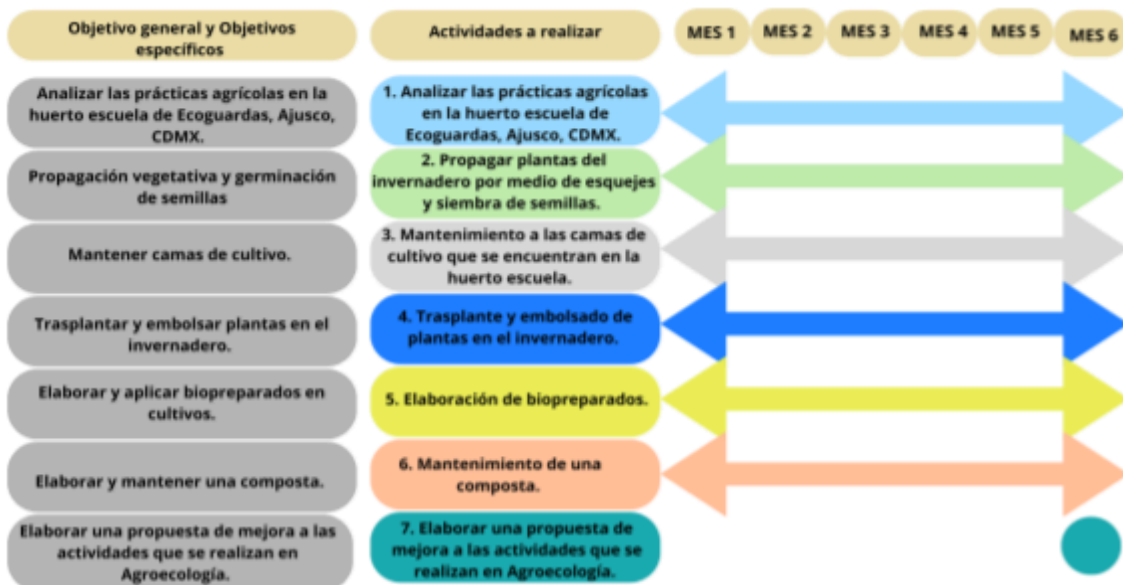 Objetivo general y Objetivos
específicos
Actividades a realizar
MES 1
MES 2
MES 3
MES 4
MES 5
MES 6
Analizar las prácticas agrícolas en la
huerto escuela de Ecoguardas, Ajusco,
CDMX.
1. Analizar las prácticas agrícolas
en la huerto escuela de
Ecoguardas, Ajusco, CDMX.
Propagación vegetativa y germinación
de semillas
2. Propagar plantas del
invernadero por medio de esquejes
y siembra de semillas.
Mantener camas de cultivo.
3. Mantenimiento a las camas de
cultivo que se encuentran en la
huerto escuela.
Trasplantar y embolsar plantas en el
invernadero.
4. Trasplante y embolsado de
plantas en el invernadero.
Elaborar y aplicar biopreparados en
cultivos.
5. Elaboración de biopreparados.
Elaborar y mantener una composta.
6. Mantenimiento de una
composta.
Elaborar una propuesta de mejora a las
actividades que se realizan en
Agroecología.
7. Elaborar una propuesta de
mejora a las actividades que se
realizan en Agroecología.